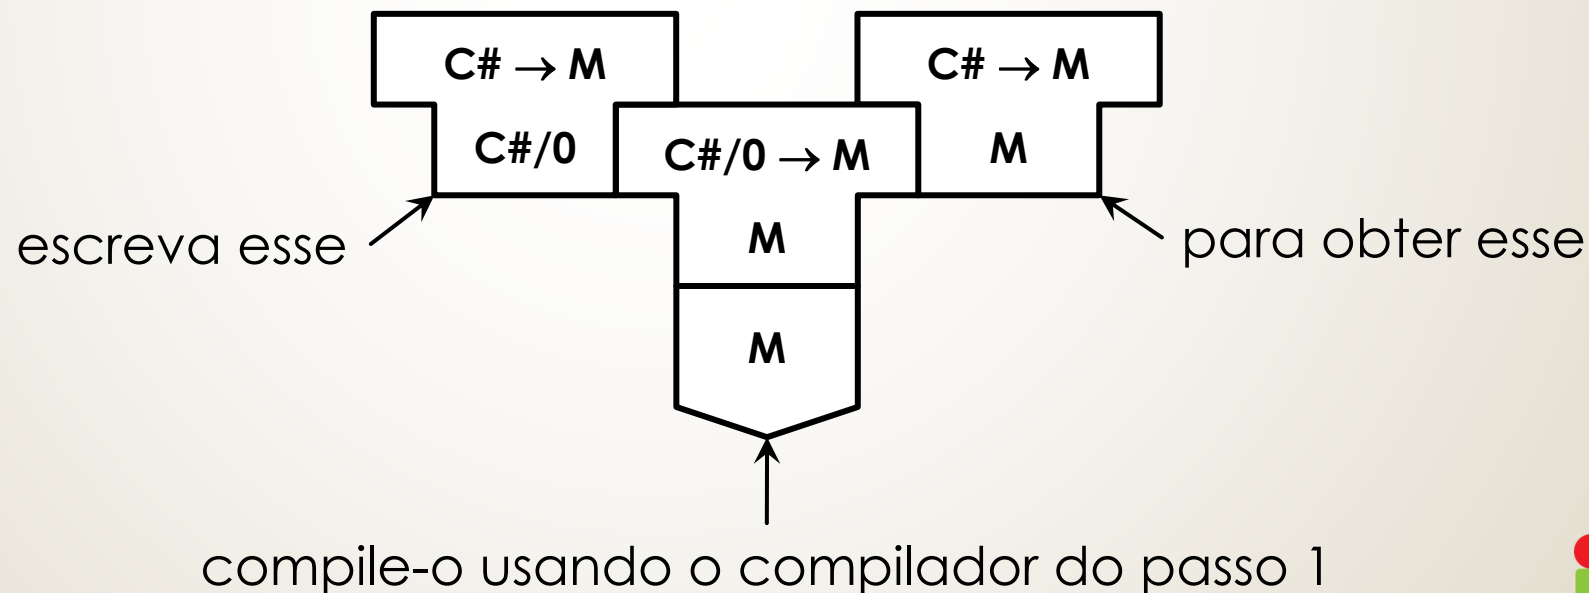 C# → M
C# → M
C#/0
C#/0 → M
M
escreva esse
M
para obter esse
M
compile-o usando o compilador do passo 1